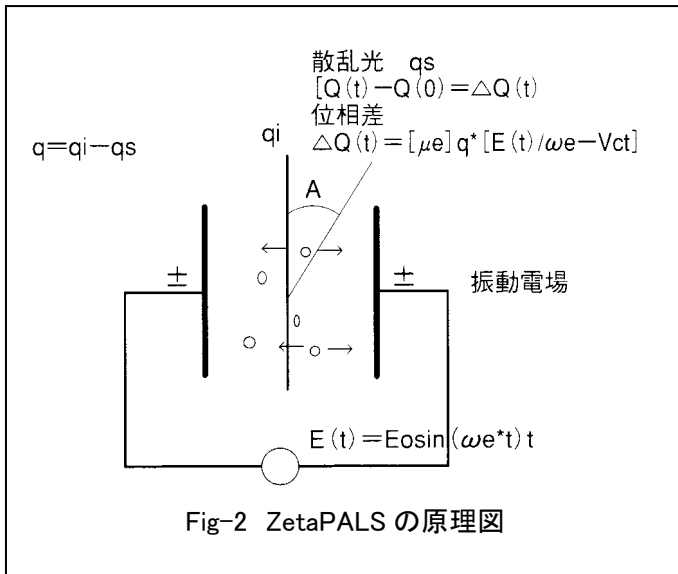 散乱光 qs
[Q(t)－Q(0)＝△Q(t)
位相差
△Q(t)＝[μe]q*[E(t)/ωe－Vct]
qi
q＝qi－qs
A
±
±
振動電場
E(t)＝Eosin(ωe*t)t
Fig-2 ZetaPALS の原理図